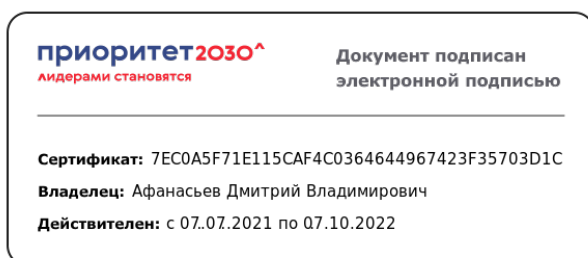 приоритет2030^
лидерами становятся
Документ подписан
электронной подписью
Сертификат: 7EC0A5F71E115CAF4C0364644967423F35703D1C
Владелец: Афанасьев Дмитрий Владимирович
Действителен: с 07.07.2021 по 07.10.2022